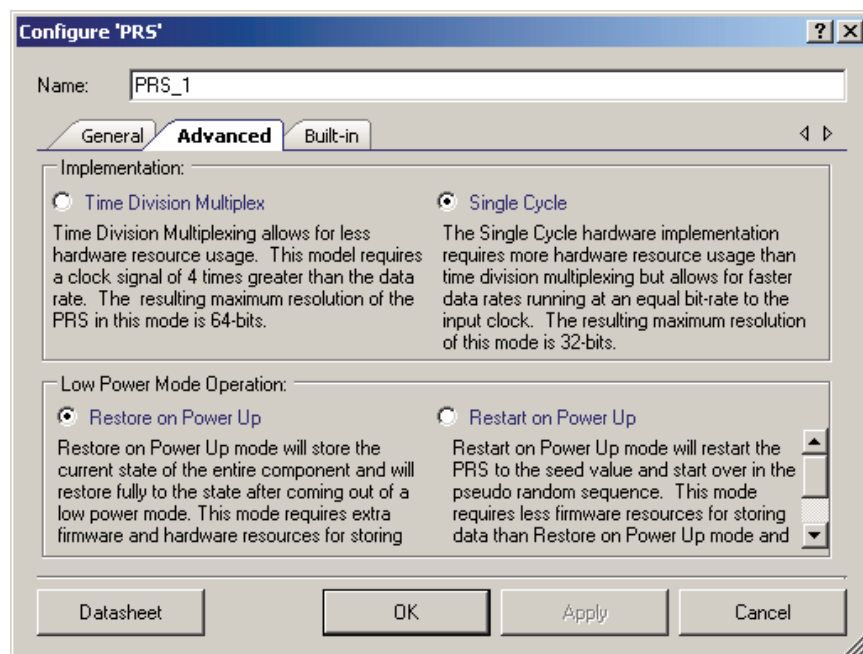 Configure 'PRS'
Name: PRS_1
General Advanced Built-in
Implementation:
Time Division Multiplex
Time Division Multiplexing allows for less
hardware resource usage. This model requires
a clock signal of 4 times greater than the data
rate. The resulting maximum resolution of the
PRS in this mode is 64-bits.
Single Cycle
The Single Cycle hardware implementation
requires more hardware resource usage than
time division multiplexing but allows for faster
data rates running at an equal bit-rate to the
input clock. The resulting maximum resolution
of this mode is 32-bits.
Low Power Mode Operation:
Restore on Power Up
Restore on Power Up mode will store the
current state of the entire component and will
restore fully to the state after coming out of a
low power mode. This mode requires extra
firmware and hardware resources for storing
Restart on Power Up
Restart on Power Up mode will restart the
PRS to the seed value and start over in the
pseudo random sequence. This mode
requires less firmware resources for storing
data than Restore on Power Up mode and
Datasheet OK Apply Cancel